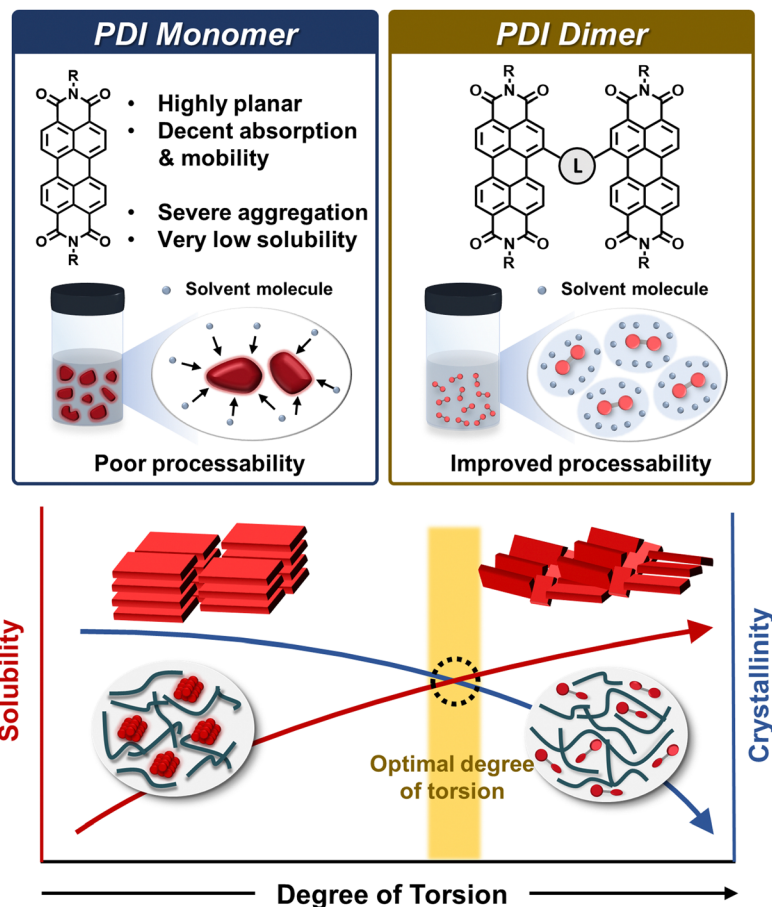 PDI Monomer
R
O N O
• Highly planar
• Decent absorption
& mobility
• Severe aggregation
• Very low solubility
O N O
R
Solvent molecule
Poor processability
PDI Dimer
R R
O N O O N O
L
O N O O N O
R R
Solvent molecule
Improved processability
Solubility
Crystallinity
Optimal degree
of torsion
Degree of Torsion